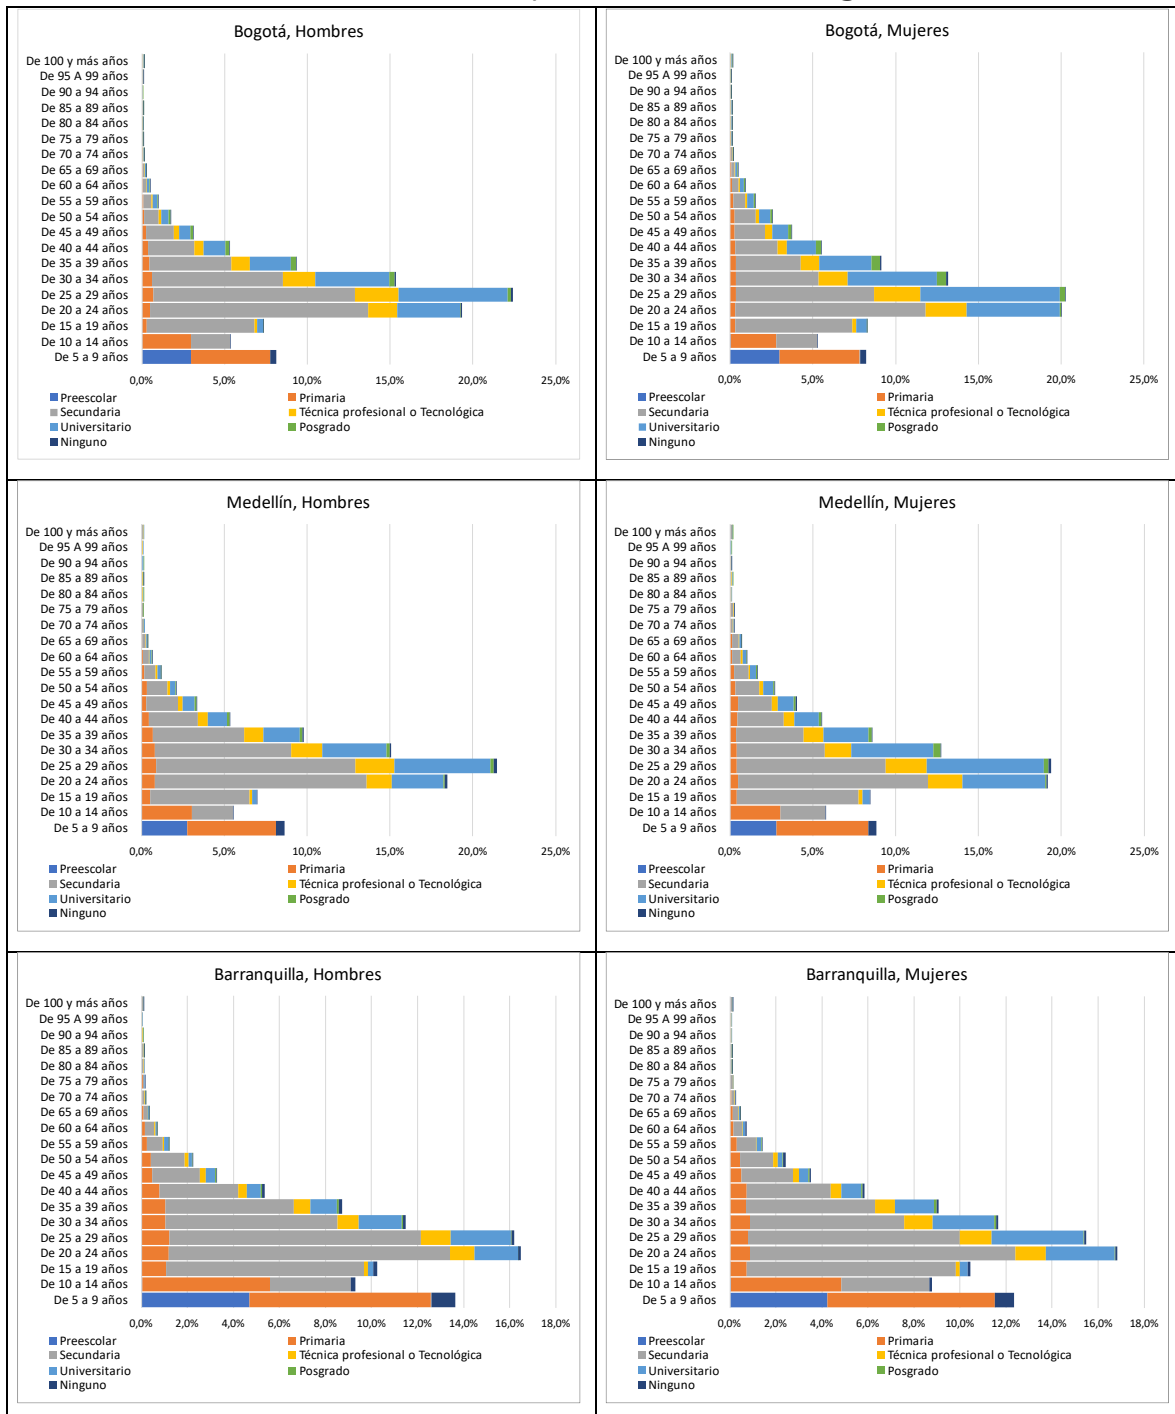 Bogotá, Hombres
De 100 y más años
De 95 A 99 años
De 90 a 94 años
De 85 a 89 años
De 80 a 84 años
De 75 a 79 años
De 70 a 74 años
De 65 a 69 años
De 60 a 64 años
De 55 a 59 años
De 50 a 54 años
De 45 a 49 años
De 40 a 44 años
De 35 a 39 años
De 30 a 34 años
De 25 a 29 años
De 20 a 24 años
De 15 a 19 años
De 10 a 14 años
De 5 a 9 años
0,0% 5,0% 10,0% 15,0% 20,0% 25,0%
Preescolar Primaria
Secundaria Técnica profesional o Tecnológica
Universitario Posgrado
Ninguno
Bogotá, Mujeres
De 100 y más años
De 95 A 99 años
De 90 a 94 años
De 85 a 89 años
De 80 a 84 años
De 75 a 79 años
De 70 a 74 años
De 65 a 69 años
De 60 a 64 años
De 55 a 59 años
De 50 a 54 años
De 45 a 49 años
De 40 a 44 años
De 35 a 39 años
De 30 a 34 años
De 25 a 29 años
De 20 a 24 años
De 15 a 19 años
De 10 a 14 años
De 5 a 9 años
0,0% 5,0% 10,0% 15,0% 20,0% 25,0%
Preescolar Primaria
Secundaria Técnica profesional o Tecnológica
Universitario Posgrado
Ninguno
Medellín, Hombres
De 100 y más años
De 95 A 99 años
De 90 a 94 años
De 85 a 89 años
De 80 a 84 años
De 75 a 79 años
De 70 a 74 años
De 65 a 69 años
De 60 a 64 años
De 55 a 59 años
De 50 a 54 años
De 45 a 49 años
De 40 a 44 años
De 35 a 39 años
De 30 a 34 años
De 25 a 29 años
De 20 a 24 años
De 15 a 19 años
De 10 a 14 años
De 5 a 9 años
0,0% 5,0% 10,0% 15,0% 20,0% 25,0%
Preescolar Primaria
Secundaria Técnica profesional o Tecnológica
Universitario Posgrado
Ninguno
Medellín, Mujeres
De 100 y más años
De 95 A 99 años
De 90 a 94 años
De 85 a 89 años
De 80 a 84 años
De 75 a 79 años
De 70 a 74 años
De 65 a 69 años
De 60 a 64 años
De 55 a 59 años
De 50 a 54 años
De 45 a 49 años
De 40 a 44 años
De 35 a 39 años
De 30 a 34 años
De 25 a 29 años
De 20 a 24 años
De 15 a 19 años
De 10 a 14 años
De 5 a 9 años
0,0% 5,0% 10,0% 15,0% 20,0% 25,0%
Preescolar Primaria
Secundaria Técnica profesional o Tecnológica
Universitario Posgrado
Ninguno
Barranquilla, Hombres
De 100 y más años
De 95 A 99 años
De 90 a 94 años
De 85 a 89 años
De 80 a 84 años
De 75 a 79 años
De 70 a 74 años
De 65 a 69 años
De 60 a 64 años
De 55 a 59 años
De 50 a 54 años
De 45 a 49 años
De 40 a 44 años
De 35 a 39 años
De 30 a 34 años
De 25 a 29 años
De 20 a 24 años
De 15 a 19 años
De 10 a 14 años
De 5 a 9 años
0,0% 2,0% 4,0% 6,0% 8,0% 10,0% 12,0% 14,0% 16,0% 18,0%
Preescolar Primaria
Secundaria Técnica profesional o Tecnológica
Universitario Posgrado
Ninguno
Barranquilla, Mujeres
De 100 y más años
De 95 A 99 años
De 90 a 94 años
De 85 a 89 años
De 80 a 84 años
De 75 a 79 años
De 70 a 74 años
De 65 a 69 años
De 60 a 64 años
De 55 a 59 años
De 50 a 54 años
De 45 a 49 años
De 40 a 44 años
De 35 a 39 años
De 30 a 34 años
De 25 a 29 años
De 20 a 24 años
De 15 a 19 años
De 10 a 14 años
De 5 a 9 años
0,0% 2,0% 4,0% 6,0% 8,0% 10,0% 12,0% 14,0% 16,0% 18,0%
Preescolar Primaria
Secundaria Técnica profesional o Tecnológica
Universitario Posgrado
Ninguno